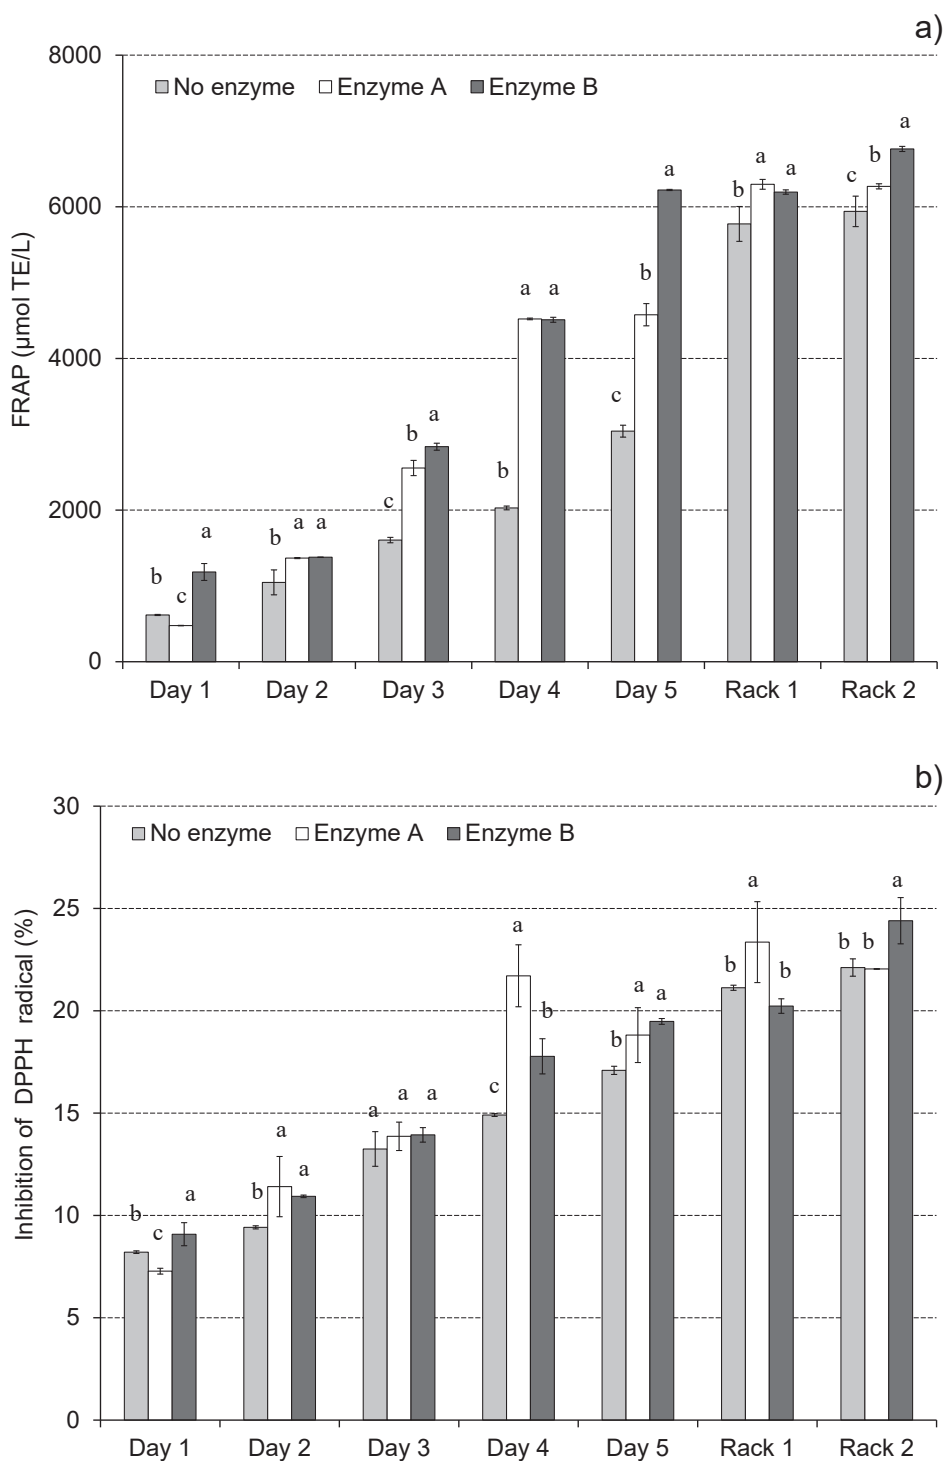 a)
8000
No enzyme Enzyme A Enzyme B
a
a a b c
a b 6000
b
a a
4000
c
a b b
c
2000
a a a b
b c
0
FRAP (µmol TE/L)
Day 1 Day 2 Day 3 Day 4 Day 5 Rack 1 Rack 2
b)
30
No enzyme Enzyme A Enzyme B
a a
25
a b b b b
a a b 20
b
c a a a 15
a a b
b c a 10
5
0
Inhibition of DPPH radical (%)
Day 1 Day 2 Day 3 Day 4 Day 5 Rack 1 Rack 2